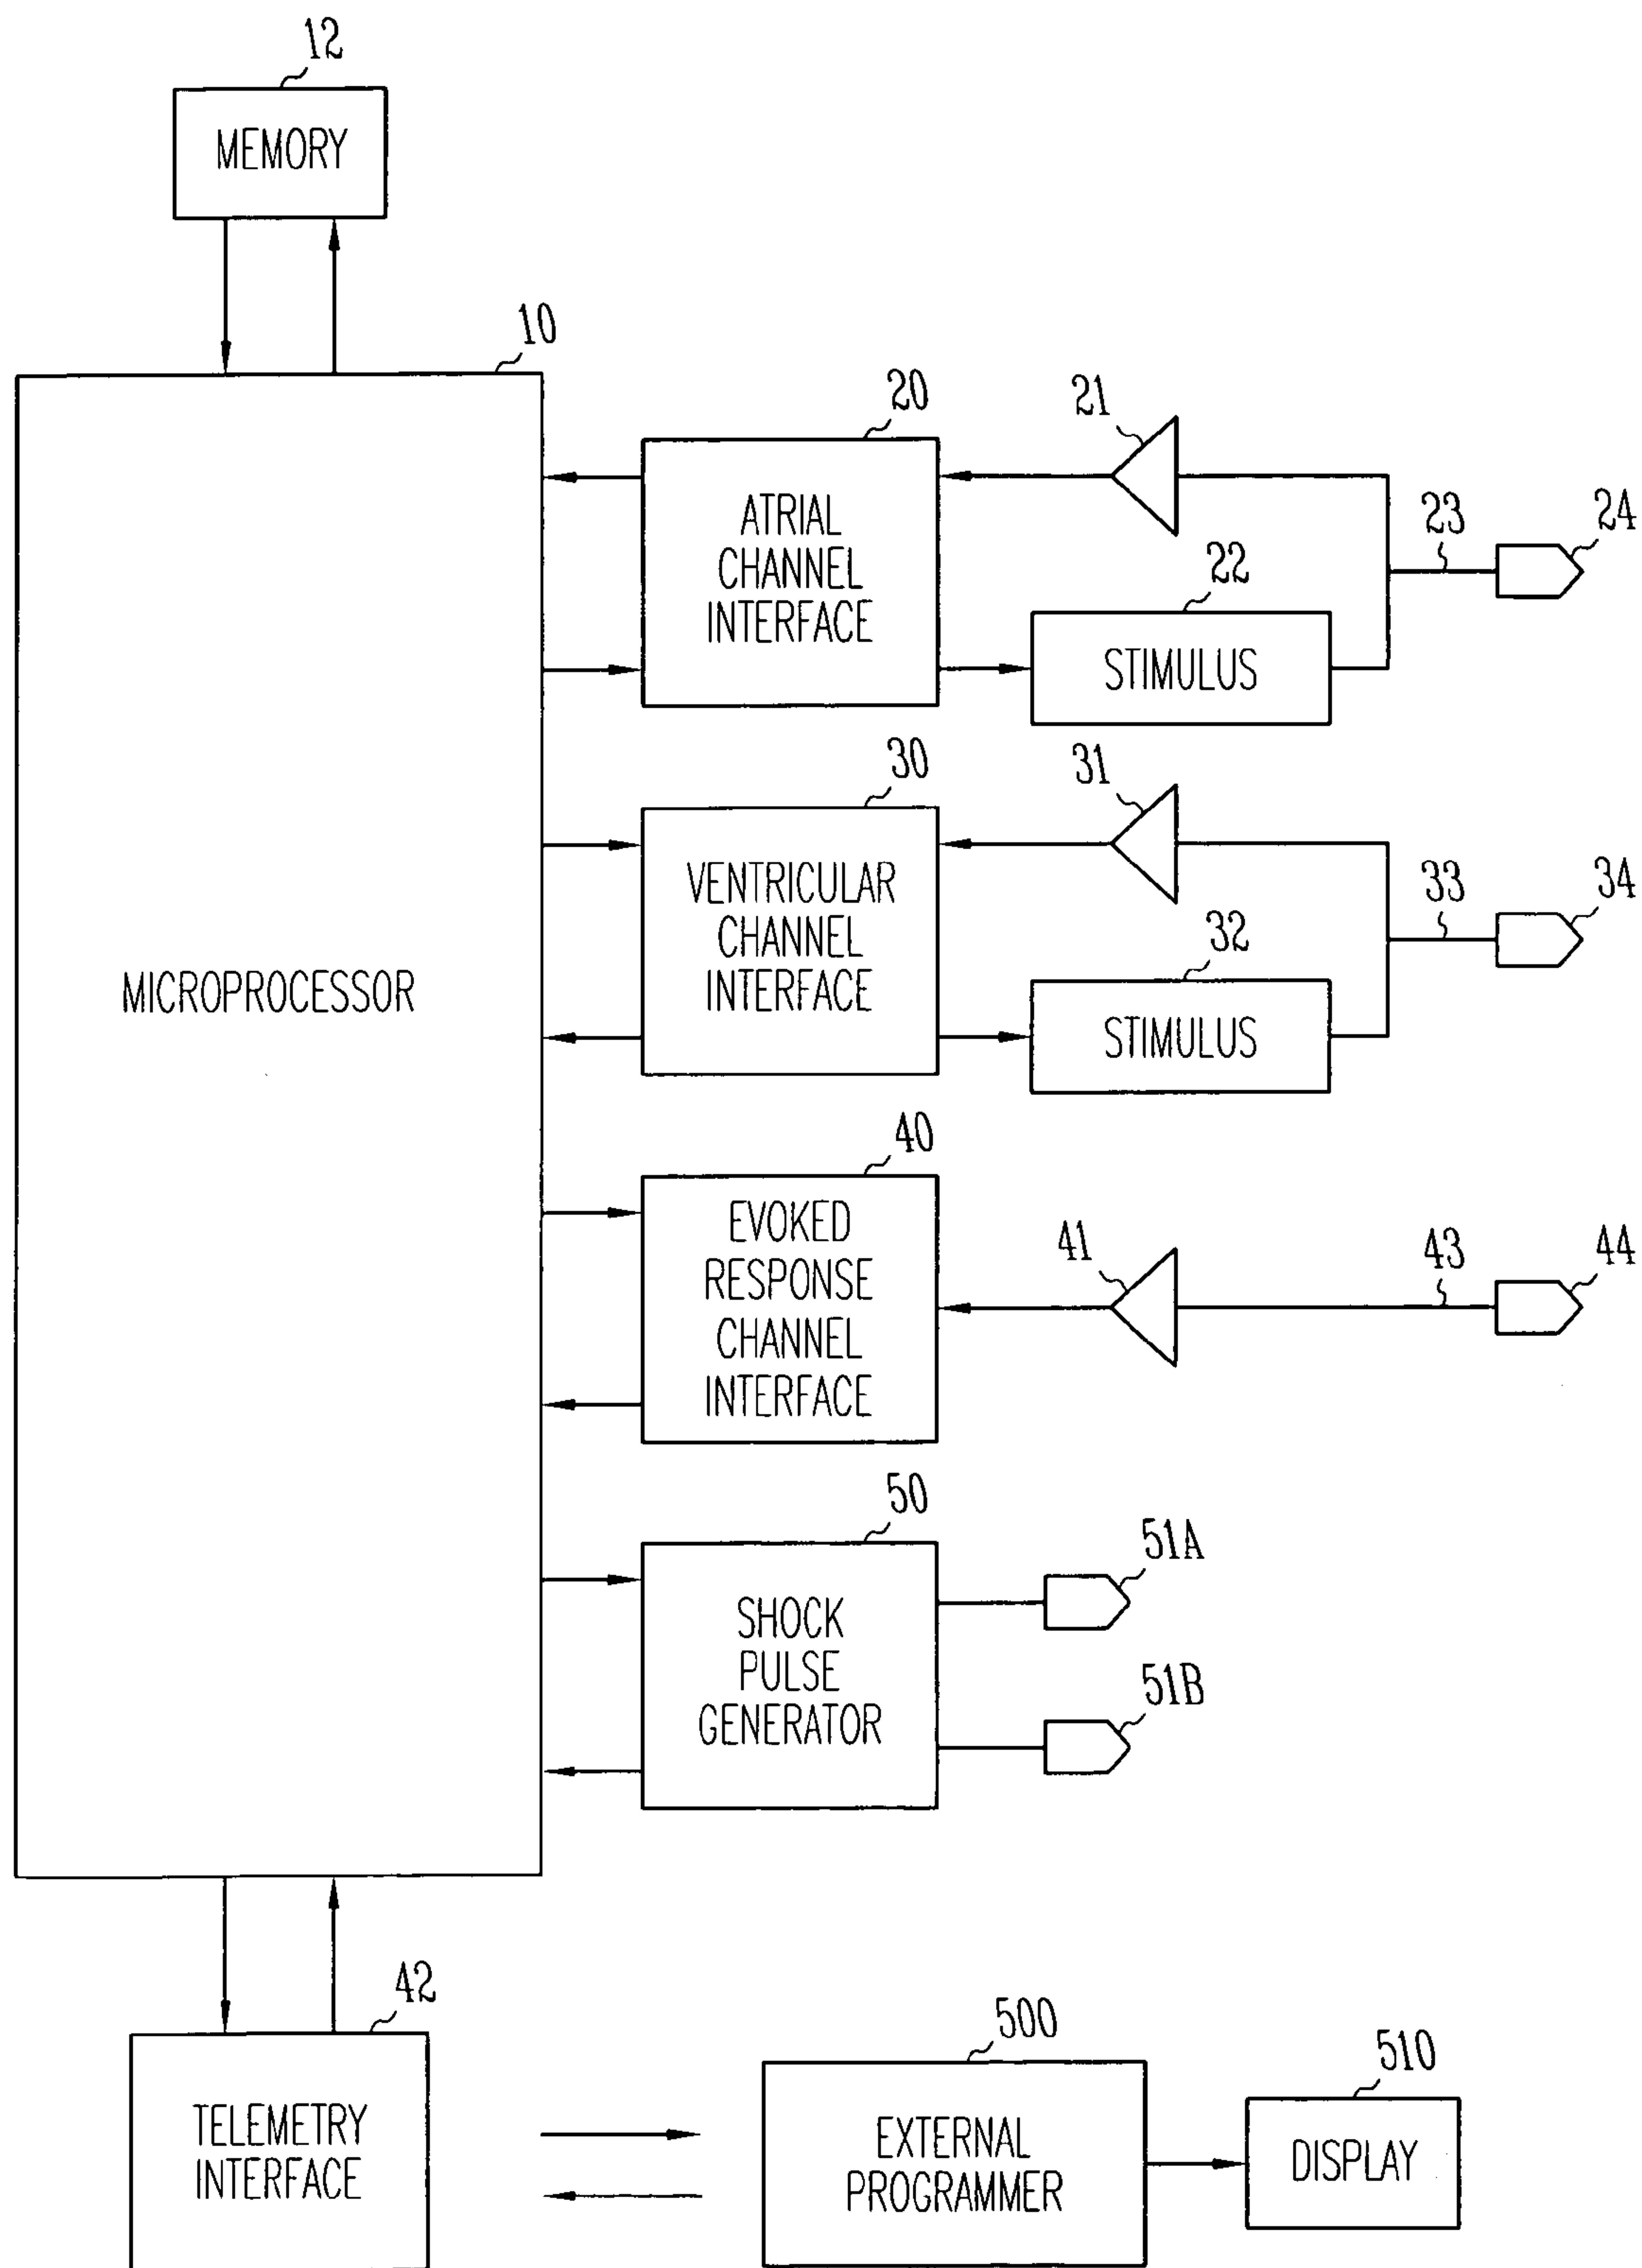 12
MEMORY
10
MICROPROCESSOR
20
ATRIAL
CHANNEL
INTERFACE
21
22
STIMULUS
23
24
30
VENTRICULAR
CHANNEL
INTERFACE
31
32
STIMULUS
33
34
40
EVOKED
RESPONSE
CHANNEL
INTERFACE
41
43
44
50
SHOCK
PULSE
GENERATOR
51A
51B
42
TELEMETRY
INTERFACE
500
EXTERNAL
PROGRAMMER
510
DISPLAY